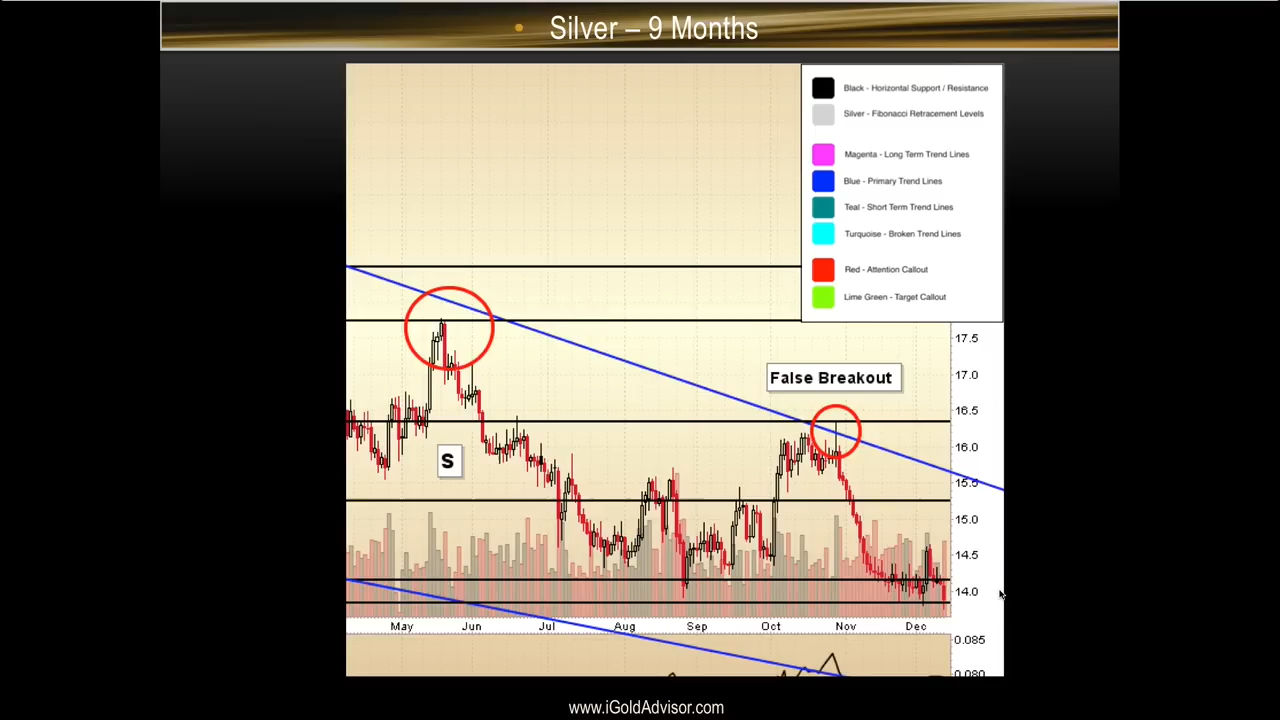 Silver – 9 Months
Black - Horizontal Support / Resistance
Silver - Fibonacci Retracement Levels
Magenta - Long Term Trend Lines
Blue - Primary Trend Lines
Teal - Short Term Trend Lines
Turquoise - Broken Trend Lines
Red - Attention Callout
Lime Green - Target Callout
17.5
False Breakout
17.0
16.5
16.0
S
15.5
15.0
14.5
14.0
May Jun Jul Aug Sep Oct Nov Dec
0.085
0.080
www.iGoldAdvisor.com